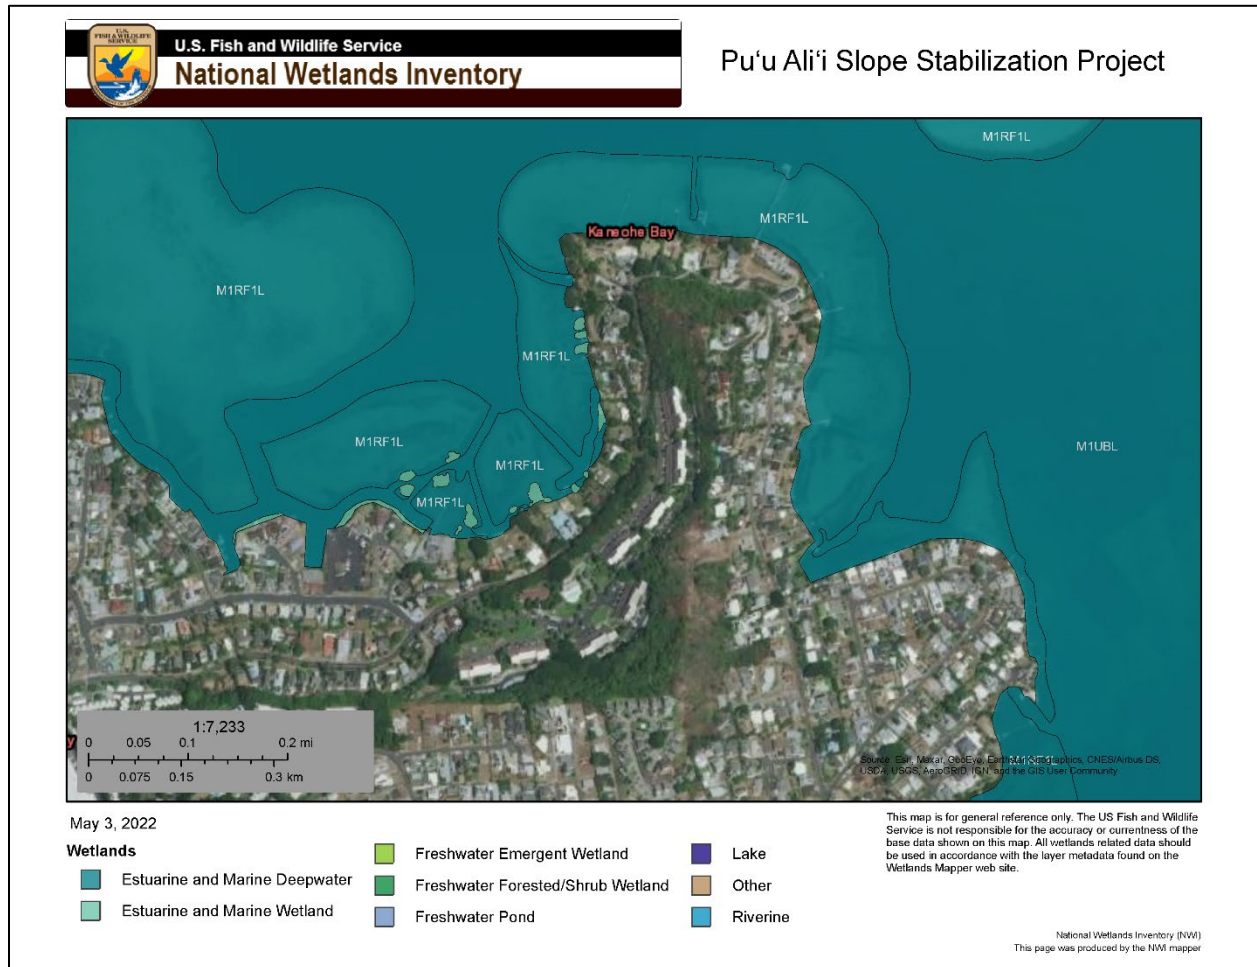 U.S.
FISH & WILDLIFE
SERVICE
U.S. Fish and Wildlife Service
National Wetlands Inventory
Pu‘u Ali‘i Slope Stabilization Project
M1RF1L
M1RF1L
Kaneohe Bay
M1RF1L
M1RF1L
M1RF1L
M1RF1L
M1UBL
M1RF1L
1:7,233
0 0.05 0.1 0.2 mi
y
0 0.075 0.15 0.3 km
Source: Esri, Maxar, GeoEye, Earthstar Geographics, CNES/Airbus DS,
USDA, USGS, AeroGRID, IGN, and the GIS User Community
May 3, 2022
Wetlands
Estuarine and Marine Deepwater
Estuarine and Marine Wetland
Freshwater Emergent Wetland
Freshwater Forested/Shrub Wetland
Freshwater Pond
Lake
Other
Riverine
This map is for general reference only. The US Fish and Wildlife
Service is not responsible for the accuracy or currentness of the
base data shown on this map. All wetlands related data should
be used in accordance with the layer metadata found on the
Wetlands Mapper web site.
National Wetlands Inventory (NWI)
This page was produced by the NWI mapper